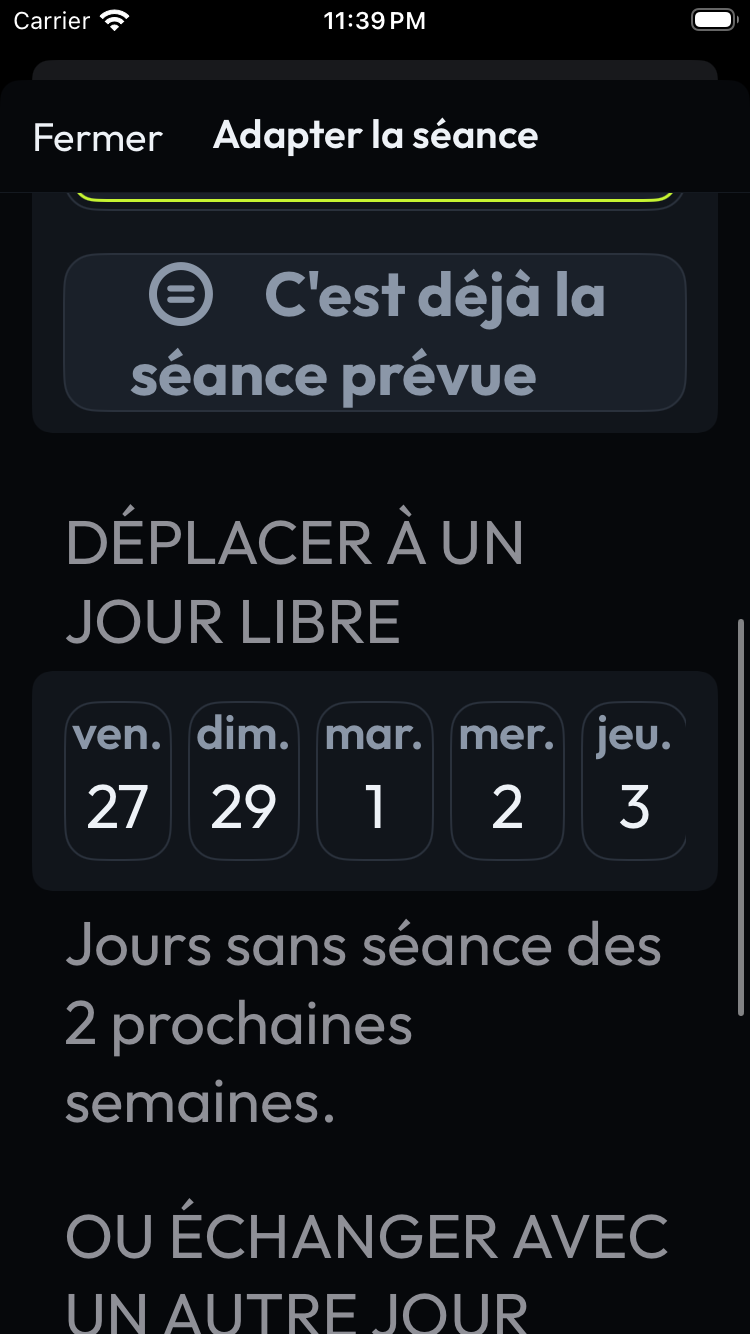 Carrier 11:39 PM
Fermer Adapter la séance
C'est déjà la
séance prévue
DÉPLACER À UN
JOUR LIBRE
ven. dim. mar. mer. jeu.
27 29 1 2 3
Jours sans séance des
2 prochaines
semaines.
OU ÉCHANGER AVEC
UN AUTRE JOUR